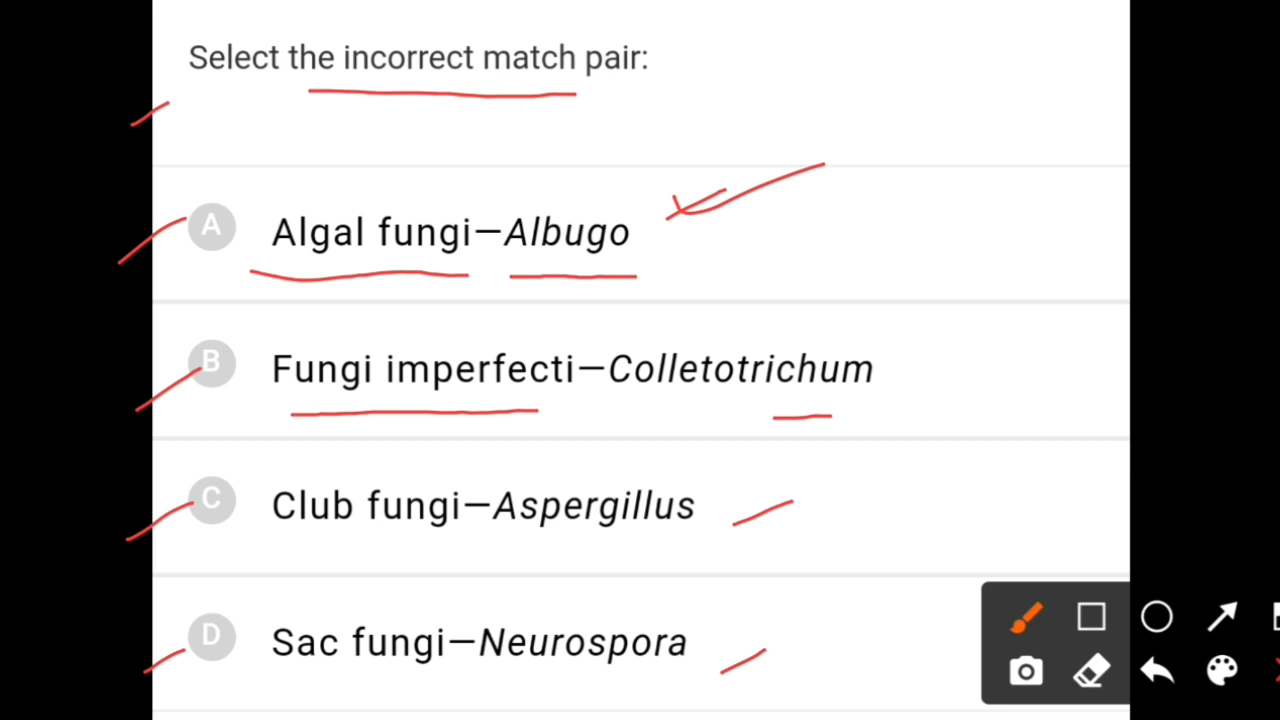 Select the incorrect match pair:
A Algal fungi—Albugo
B Fungi imperfecti—Colletotrichum
C Club fungi—Aspergillus
D Sac fungi—Neurospora